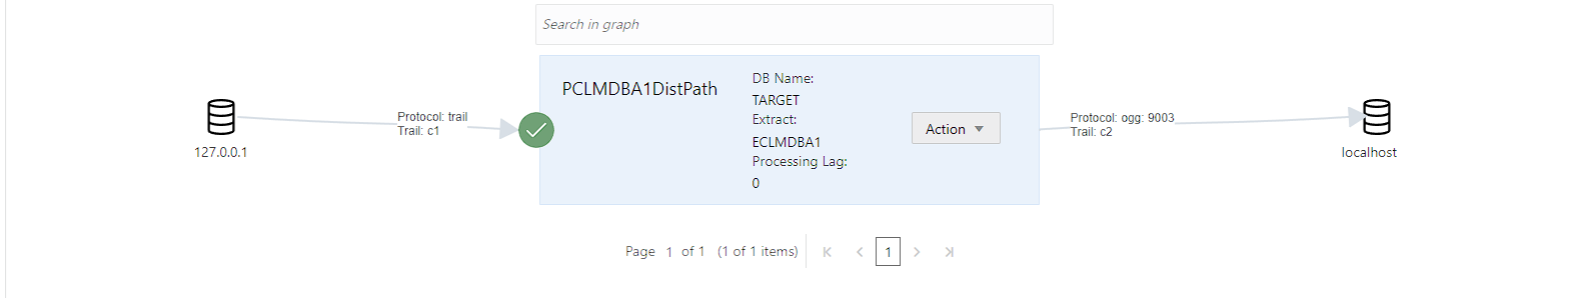 Search in graph
127.0.0.1
Protocol: trail
Trail: c1
PCLMDBA1DistPath
DB Name:
TARGET
Extract:
ECLMDBA1
Processing Lag:
0
Action
Protocol: ogg: 9003
Trail: c2
localhost
Page 1 of 1 (1 of 1 items) 1